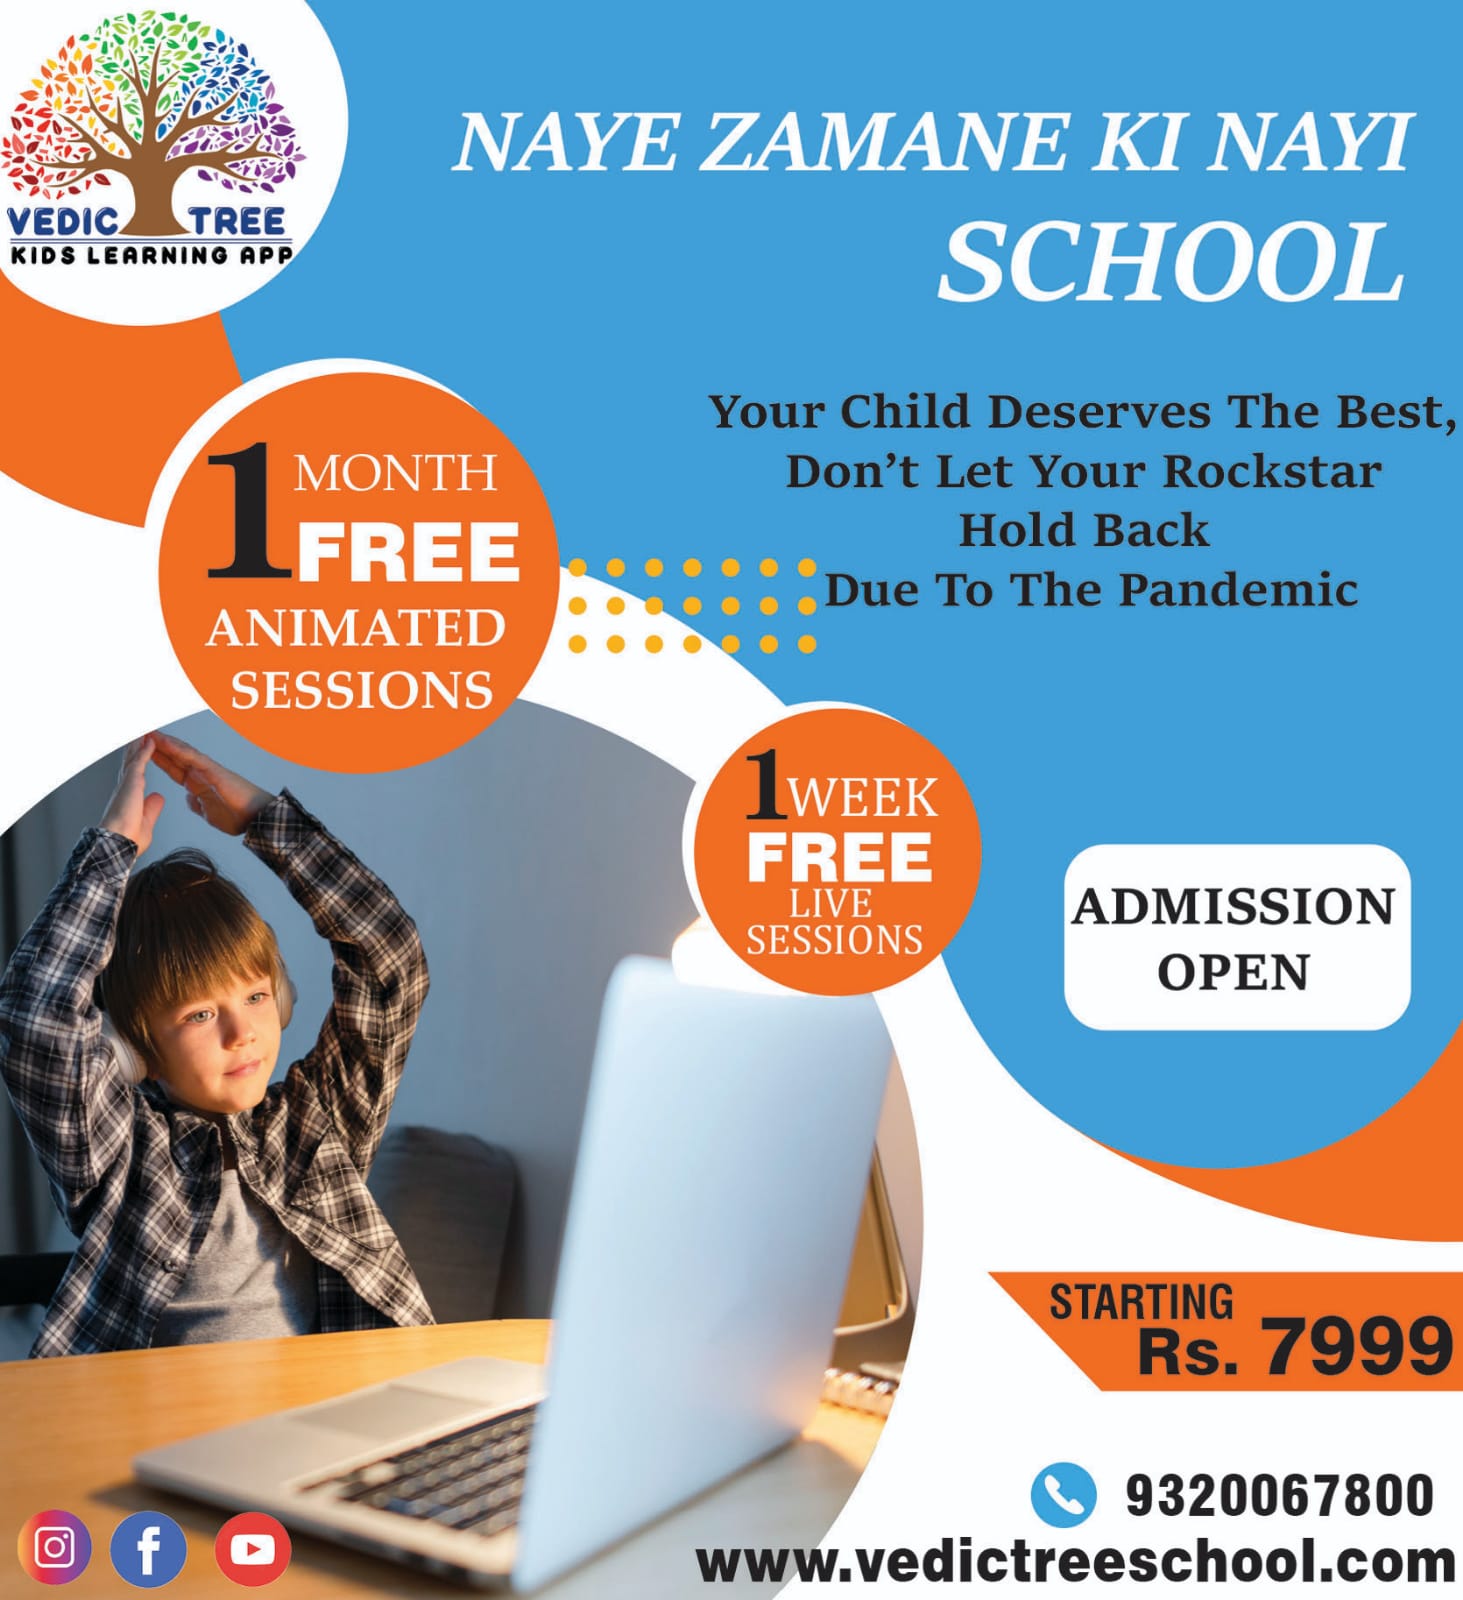 VEDIC TREE
KIDS LEARNING APP
NAYE ZAMANE KI NAYI
SCHOOL
Your Child Deserves The Best,
Don't Let Your Rockstar
Hold Back
Due To The Pandemic
1 MONTH
FREE
ANIMATED
SESSIONS
1 WEEK
FREE
LIVE
SESSIONS
ADMISSION
OPEN
STARTING
Rs. 7999
9320067800
www.vedictreeschool.com